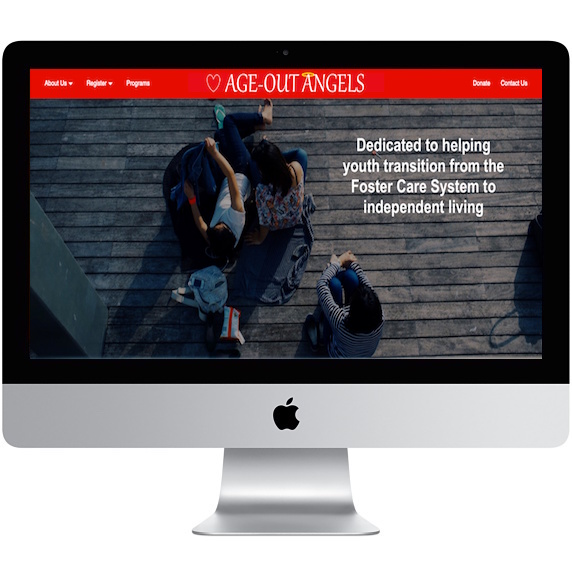 About Us
Register
Programs
AGE-OUT ANGELS
Donate
Contact Us
Dedicated to helping
youth transition from the
Foster Care System to
independent living